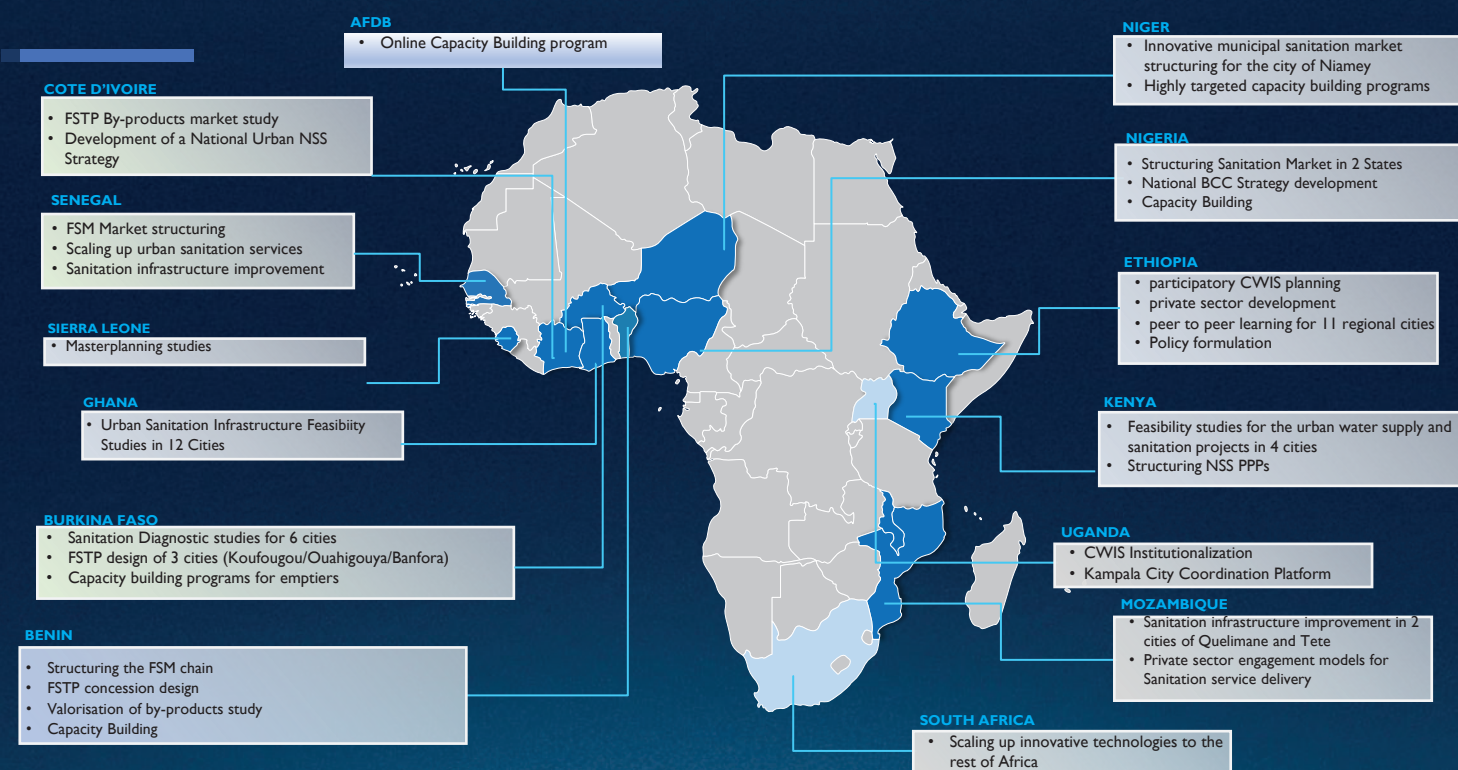 AFDB
• Online Capacity Building program
COTE D'IVOIRE
• FSTP By-products market study
• Development of a National Urban NSS
Strategy
SENEGAL
• FSM Market structuring
• Scaling up urban sanitation services
• Sanitation infrastructure improvement
SIERRA LEONE
• Masterplanning studies
GHANA
• Urban Sanitation Infrastructure Feasibiity
Studies in 12 Cities
BURKINA FASO
• Sanitation Diagnostic studies for 6 cities
• FSTP design of 3 cities (Koufougou/Ouahigouya/Banfora)
• Capacity building programs for emptiers
BENIN
• Structuring the FSM chain
• FSTP concession design
• Valorisation of by-products study
• Capacity Building
NIGER
• Innovative municipal sanitation market
structuring for the city of Niamey
• Highly targeted capacity building programs
NIGERIA
• Structuring Sanitation Market in 2 States
• National BCC Strategy development
• Capacity Building
ETHIOPIA
• participatory CWIS planning
• private sector development
• peer to peer learning for 11 regional cities
• Policy formulation
KENYA
• Feasibility studies for the urban water supply and
sanitation projects in 4 cities
• Structuring NSS PPPs
UGANDA
• CWIS Institutionalization
• Kampala City Coordination Platform
MOZAMBIQUE
• Sanitation infrastructure improvement in 2
cities of Quelimane and Tete
• Private sector engagement models for
Sanitation service delivery
SOUTH AFRICA
• Scaling up innovative technologies to the
rest of Africa